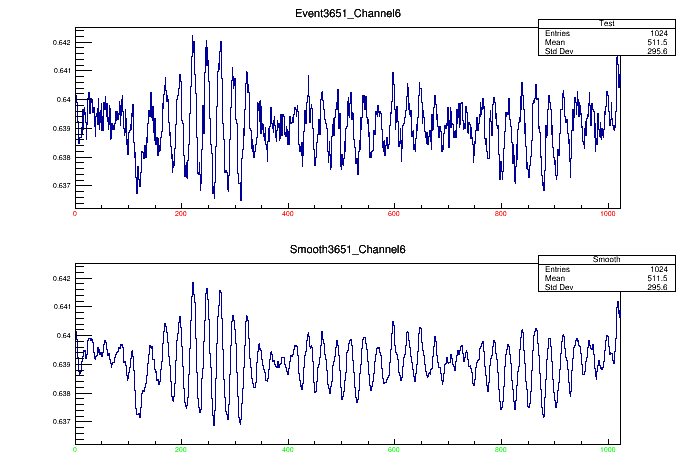 Event3651_Channel6
Test
Entries 1024
Mean 511.5
Std Dev 295.6
0.642
0.641
0.64
0.639
0.638
0.637
0 200 400 600 800 1000
Smooth3651_Channel6
Smooth
Entries 1024
Mean 511.5
Std Dev 295.6
0.642
0.641
0.64
0.639
0.638
0.637
0 200 400 600 800 1000